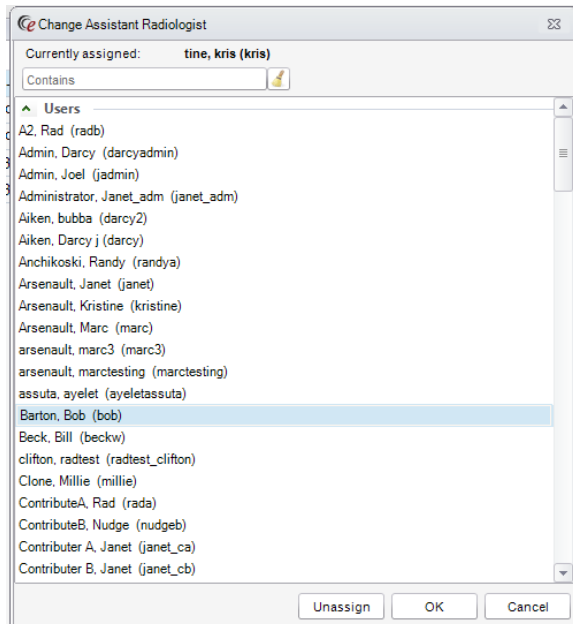 Change Assistant Radiologist
Currently assigned: tine, kris (kris)
Contains
Users
A2, Rad (radb)
Admin, Darcy (darcyadmin)
Admin, Joel (jadmin)
Administrator, Janet_adm (janet_adm)
Aiken, bubba (darcy2)
Aiken, Darcy j (darcy)
Anchikoski, Randy (randya)
Arsenault, Janet (janet)
Arsenault, Kristine (kristine)
Arsenault, Marc (marc)
arsenault, marc3 (marc3)
arsenault, marctesting (marctesting)
assuta, ayelet (ayeletassuta)
Barton, Bob (bob)
Beck, Bill (beckw)
clifton, radtest (radtest_clifton)
Clone, Millie (millie)
ContributeA, Rad (rada)
ContributeB, Nudge (nudgeb)
Contributer A, Janet (janet_ca)
Contributer B, Janet (janet_cb)
Unassign OK Cancel